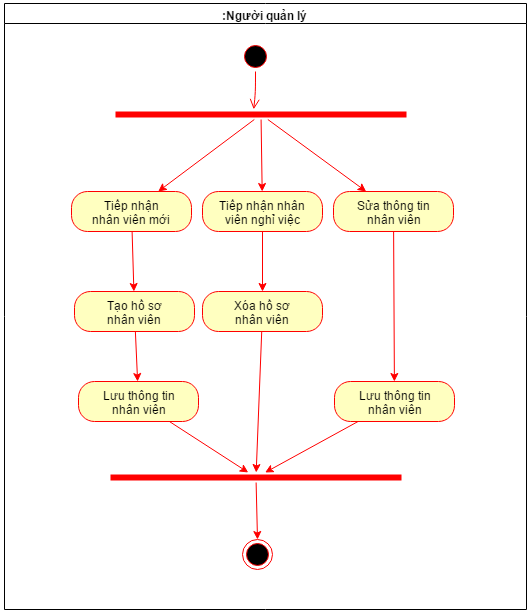 :Người quản lý
Tiếp nhận
nhân viên mới
Tiếp nhận nhân
viên nghỉ việc
Sửa thông tin
nhân viên
Tạo hồ sơ
nhân viên
Xóa hồ sơ
nhân viên
Lưu thông tin
nhân viên
Lưu thông tin
nhân viên